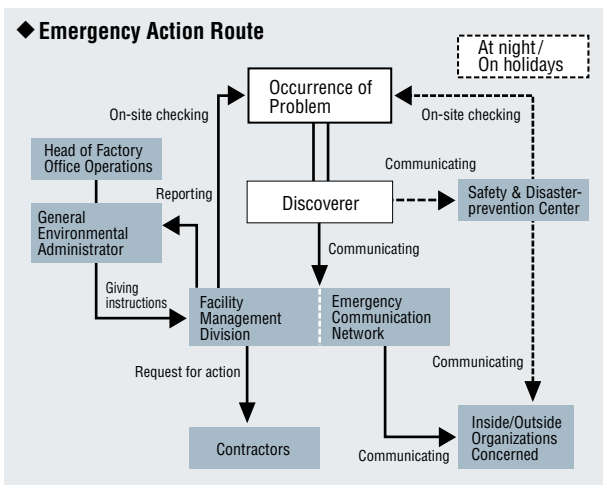 ◆ Emergency Action Route
At night/
On holidays
Occurrence of
Problem
On-site checking
On-site checking
Head of Factory
Office Operations
Communicating
Reporting
Discoverer
Safety & Disaster-
prevention Center
General
Environmental
Administrator
Communicating
Giving
instructions
Facility
Management
Division
Emergency
Communication
Network
Request for action
Communicating
Contractors
Communicating
Inside/Outside
Organizations
Concerned